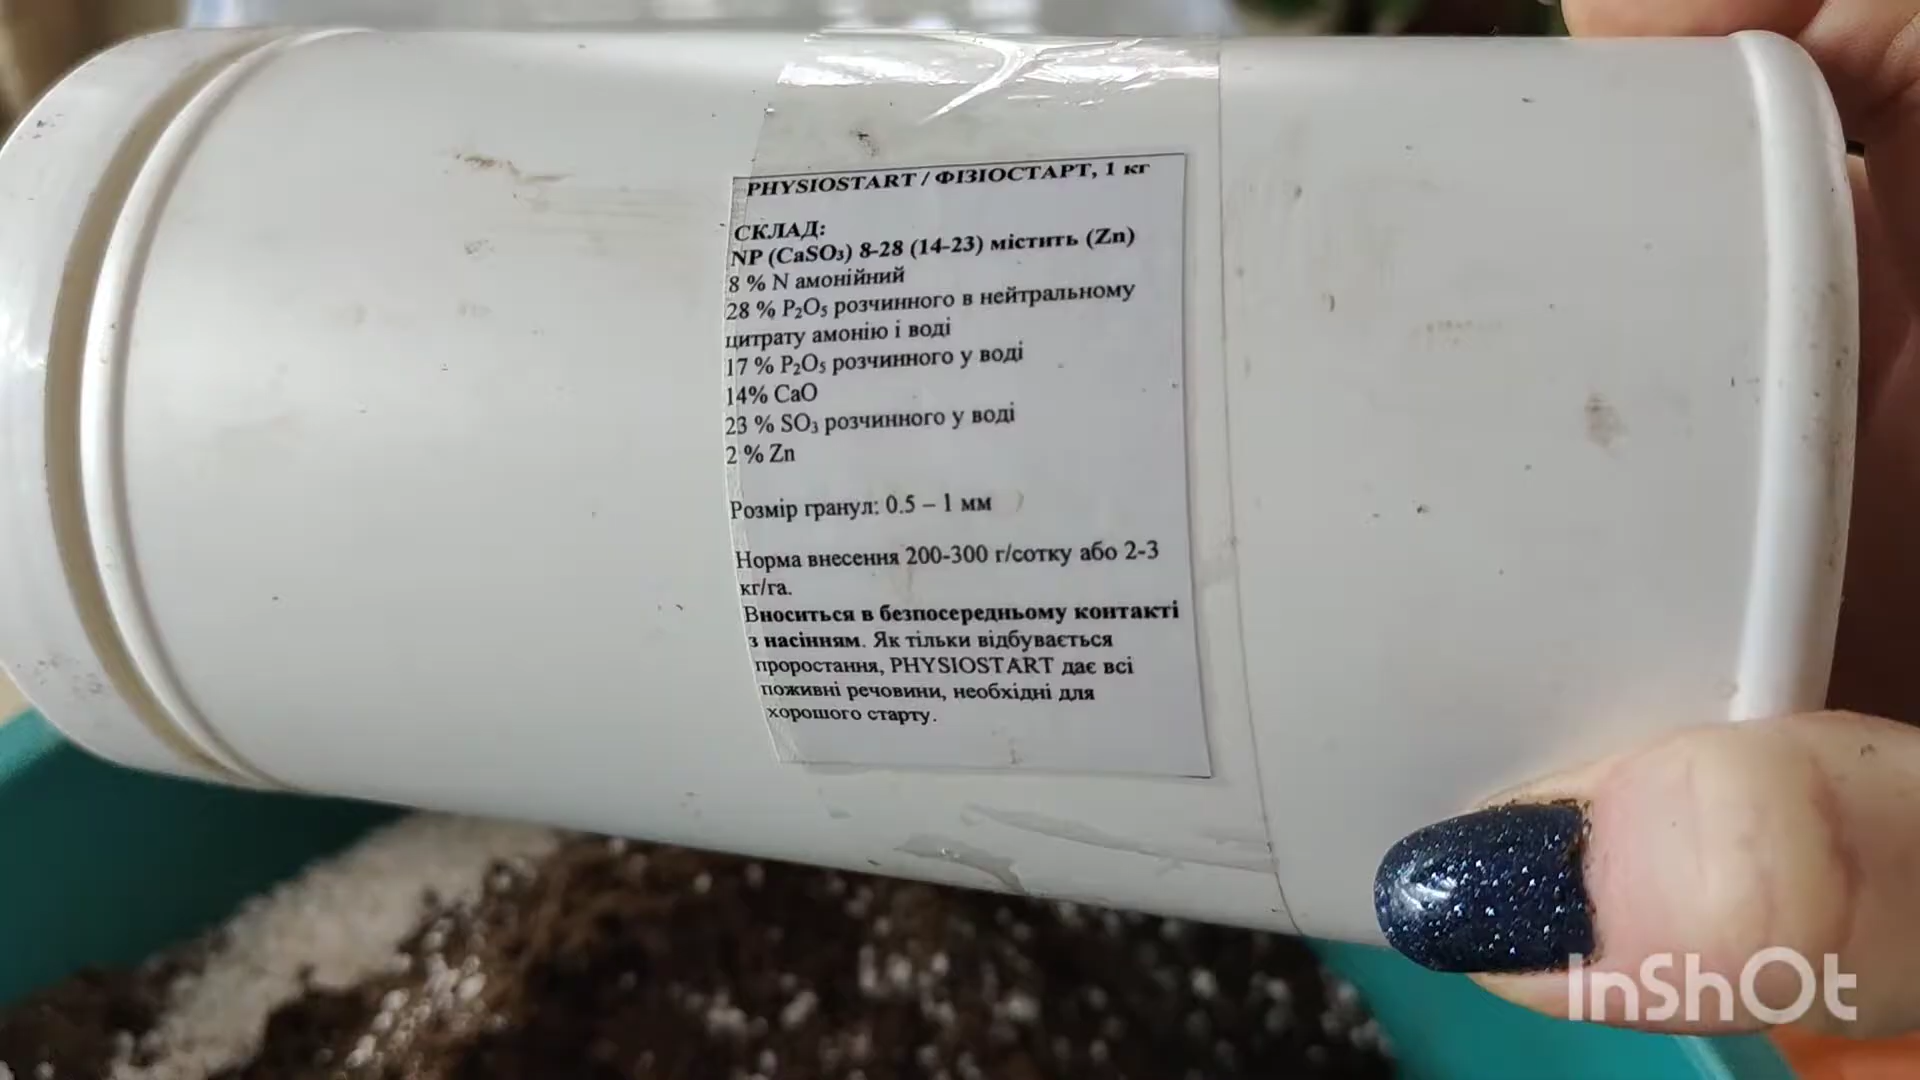 PHYSIOSTART / ФІЗІОСТАРТ, 1 кг
СКЛАД:
NP (CaSO₃) 8-28 (14-23) містить (Zn)
8 % N амонійний
28 % P₂O₅ розчинного в нейтральному
цитрату амонію і воді
17 % P₂O₅ розчинного у воді
14% CaO
23 % SO₃ розчинного у воді
2 % Zn
Розмір гранул: 0.5 – 1 мм
Норма внесення 200-300 г/сотку або 2-3
кг/га.
Вноситься в безпосередньому контакті
з насінням. Як тільки відбувається
проростання, PHYSIOSTART дає всі
поживні речовини, необхідні для
хорошого старту.
InShOt